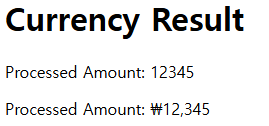 Currency Result
Processed Amount: 12345
Processed Amount: ₩12,345